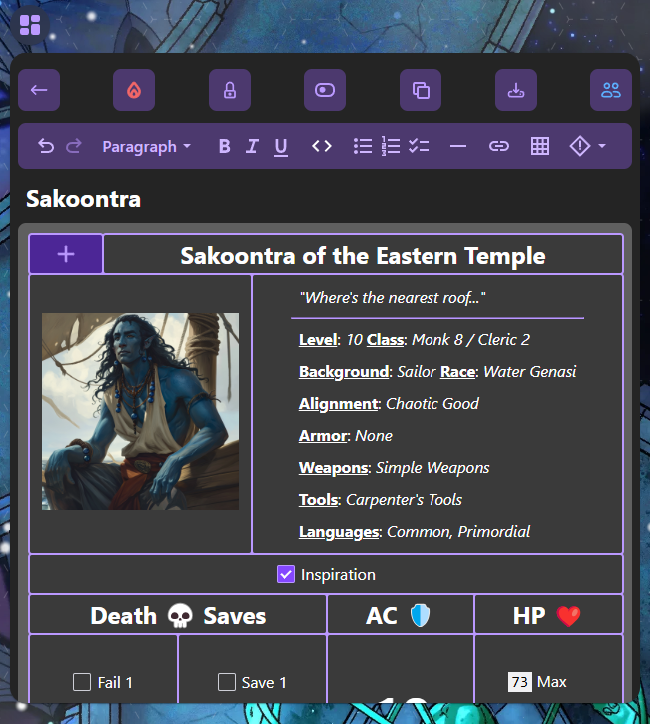 Paragraph B I U
Sakoontra
Sakoontra of the Eastern Temple
"Where's the nearest roof..."
Level: 10 Class: Monk 8 / Cleric 2
Background: Sailor Race: Water Genasi
Alignment: Chaotic Good
Armor: None
Weapons: Simple Weapons
Tools: Carpenter's Tools
Languages: Common, Primordial
Inspiration
Death 💀 Saves AC 🛡️ HP ❤️
Fail 1 Save 1 73 Max